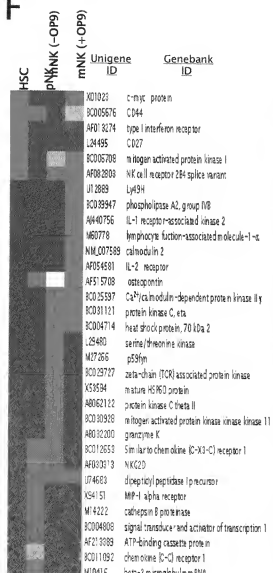 F
HSC
pNK
mNK (-OP9)
mNK (+OP9)
Unigene ID
Genebank ID
X01023 c-myc protein
BC005676 CD44
AF013274 type I interferon receptor
L24495 CD27
BC006708 mitogen activated protein kinase I
AF082803 NK cell receptor 2B4 splice variant
U12889 Ly49H
BC003947 phospholipase A2, group IVB
AJ440756 IL-1 receptor-associated kinase 2
M60778 lymphocyte fuction-associated molecule-1-α
NM_007589 calmodulin 2
AF054581 IL-2 receptor
AF515708 osteopontin
BC025597 Ca²⁺/calmodulin-dependent protein kinase II γ
BC031121 protein kinase C, eta
BC004714 heat shock protein, 70 kDa 2
L29480 serine/threonine kinase
M27266 p59fyn
BC029727 zeta-chain (TCR) associated protein kinase
X53584 mature HSP60 protein
AB062122 protein kinase C theta II
BC030928 mitogen activated protein kinase kinase kinase 11
AB032200 granzyme K
BC012653 Similar to chemokine (C-X3-C) receptor 1
AF030313 NKG2D
U74683 dipeptidyl peptidase I precursor
X94151 MIP-1 alpha receptor
M14222 cathepsin B proteinase
BC004808 signal transducer and activator of transcription 1
AF213389 ATP-binding cassette protein
BC011092 chemokine (C-C) receptor 1